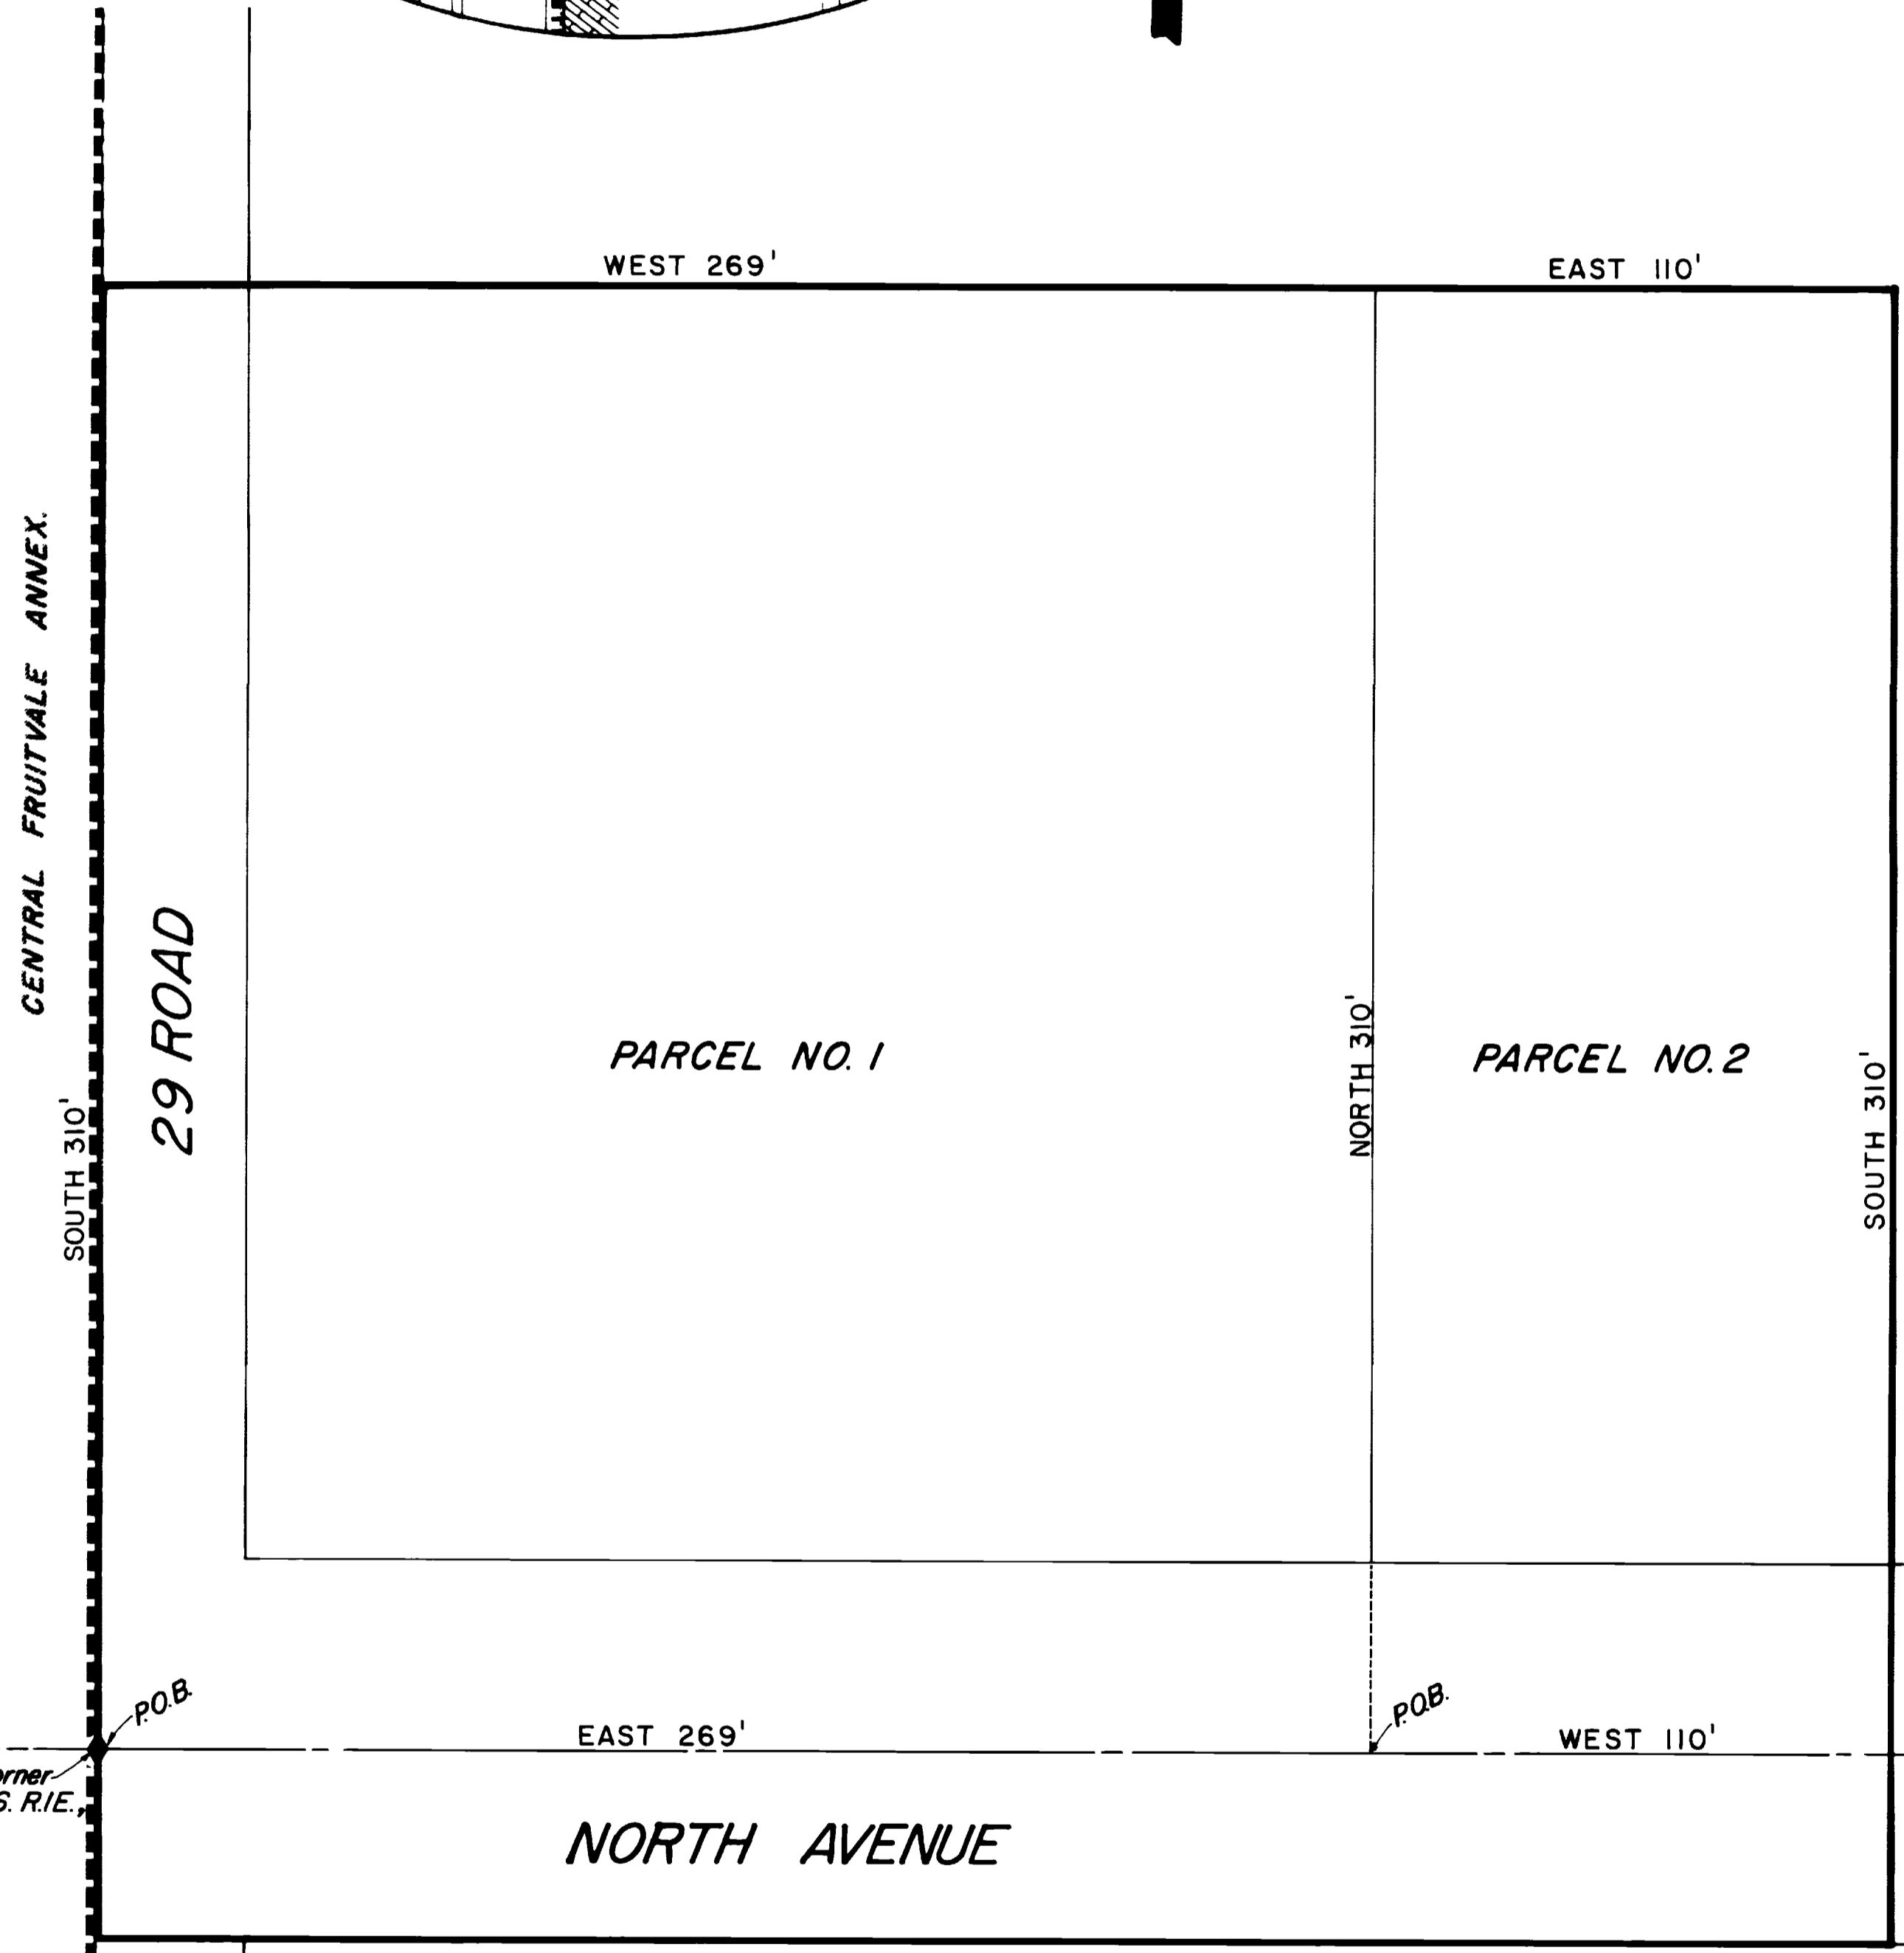 WEST 269'
EAST 110'
CENTRAL FRUITVALE ANNEX.
29 ROAD
SOUTH 310'
PARCEL NO. 1
NORTH 310'
PARCEL NO. 2
SOUTH 310'
P.O.B.
P.O.B.
EAST 269'
WEST 110'
S. R.1E.,
NORTH AVENUE